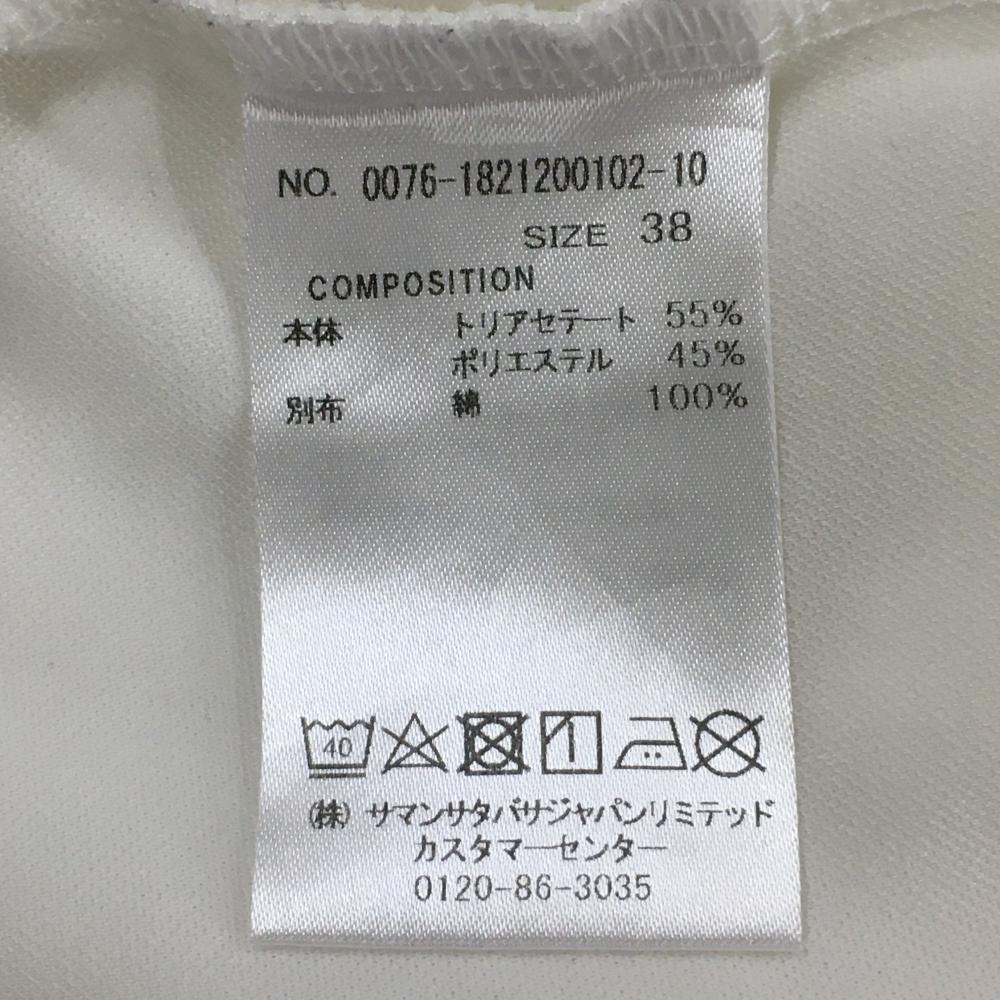 NO. 0076-1821200102-10
SIZE 38
COMPOSITION
本体 トリアセテート 55%
ポリエステル 45%
別布 綿 100%
40
(株) サマンサタバサジャパンリミテッド
カスタマーセンター
0120-86-3035